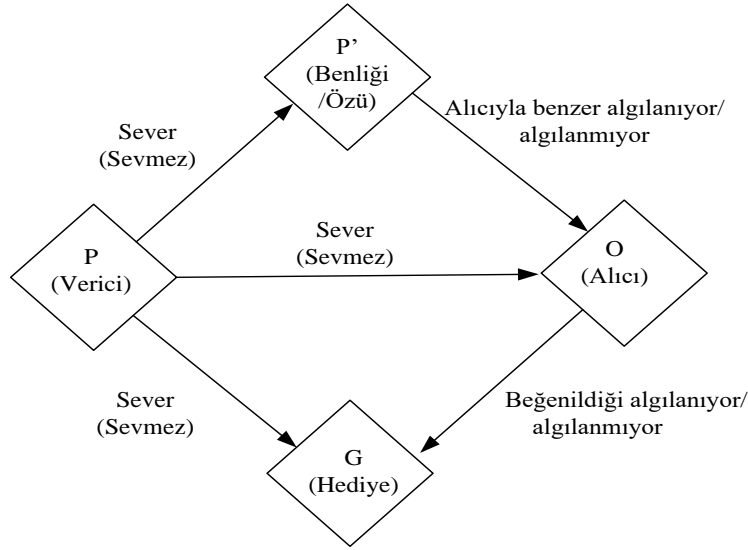 P’
(Benliği
/Özü)
Alıcıyla benzer algılanıyor/
algılanmıyor
Sever
(Sevmez)
Sever
(Sevmez)
P
(Verici)
O
(Alıcı)
Sever
(Sevmez)
Beğenildiği algılanıyor/
algılanmıyor
G
(Hediye)